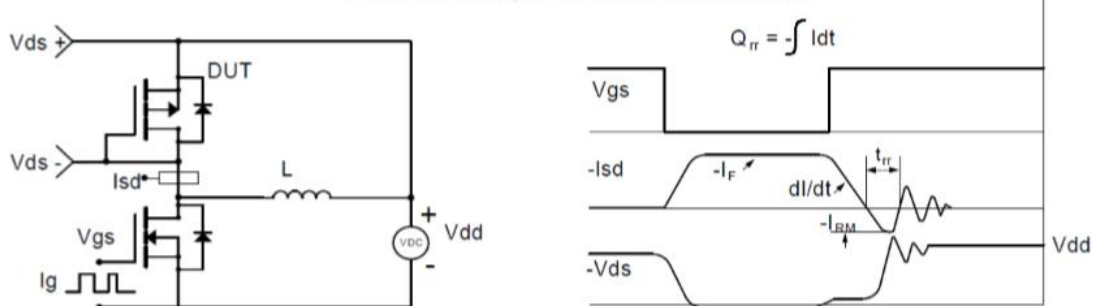 Vds +
DUT
Vds -
Isd
L
Vgs
Ig
VDC
+
-
Vdd
Qrr = -∫ Idt
Vgs
-Isd
-IF
dI/dt
trr
-IRM
Vdd
-Vds